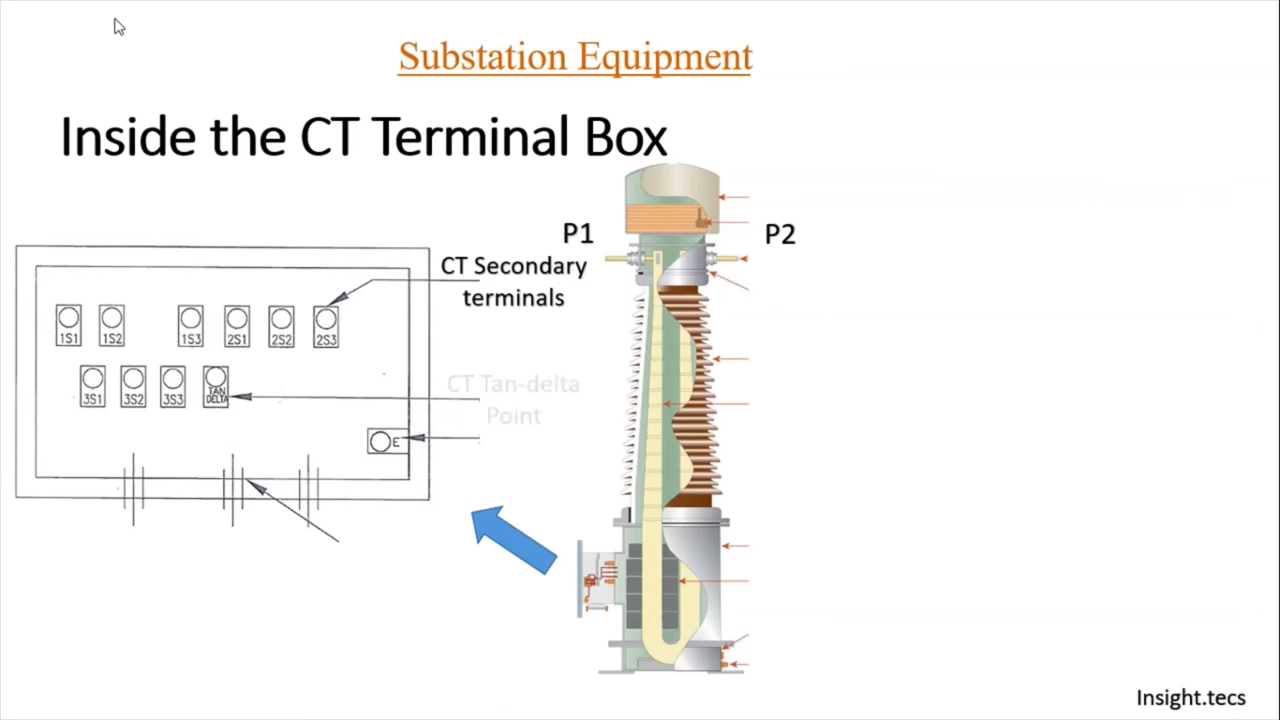 Substation Equipment
Inside the CT Terminal Box
P1
P2
CT Secondary
terminals
1S1
1S2
1S3
2S1
2S2
2S3
CT Tan-delta
Point
3S1
3S2
3S3
TAN
DELTA
E
Insight.tecs